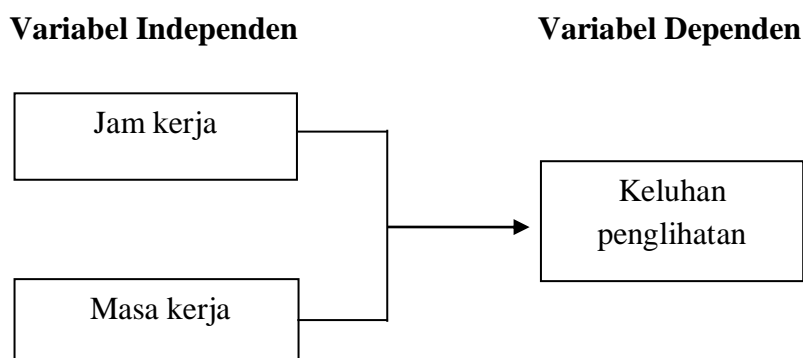 Variabel Independen
Variabel Dependen
Jam kerja
Keluhan
penglihatan
Masa kerja